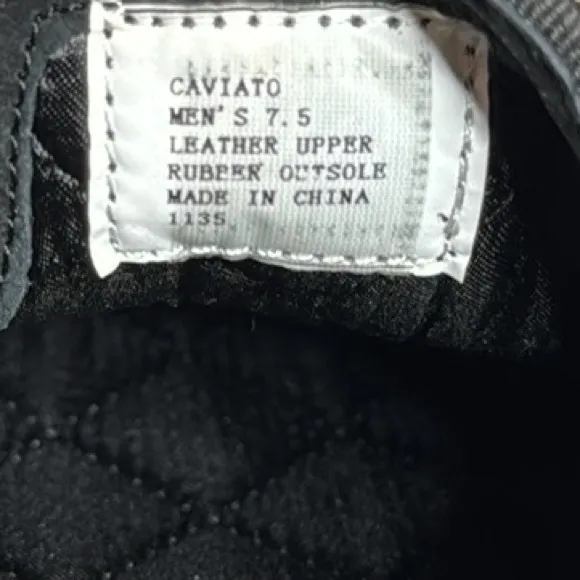 CAVIATO
MEN'S 7.5
LEATHER UPPER
RUBBER OUTSOLE
MADE IN CHINA
1135